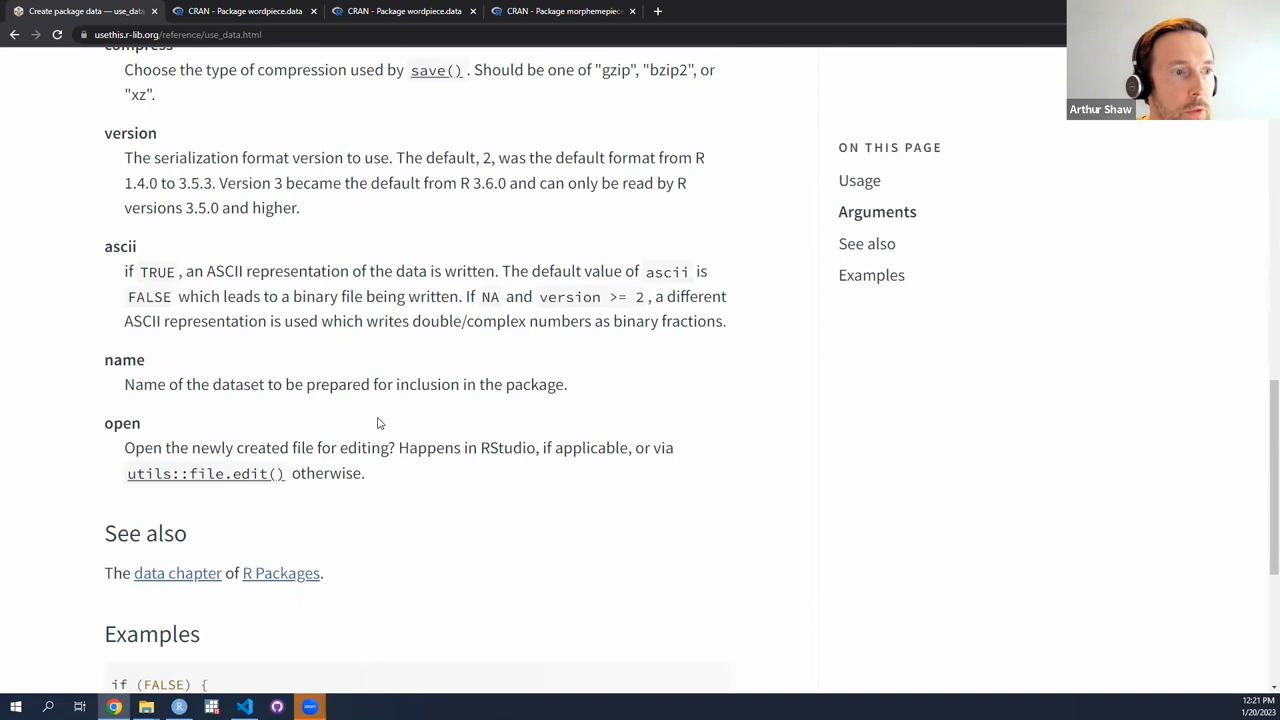 Create package data — use_data
CRAN - Package wordpiece.data
CRAN - Package wordpiece.data
CRAN - Package morphemepiece
usethis.r-lib.org/reference/use_data.html
compress
Choose the type of compression used by save(). Should be one of "gzip", "bzip2", or
"xz".
version
The serialization format version to use. The default, 2, was the default format from R
1.4.0 to 3.5.3. Version 3 became the default from R 3.6.0 and can only be read by R
versions 3.5.0 and higher.
ascii
if TRUE, an ASCII representation of the data is written. The default value of ascii is
FALSE which leads to a binary file being written. If NA and version >= 2, a different
ASCII representation is used which writes double/complex numbers as binary fractions.
name
Name of the dataset to be prepared for inclusion in the package.
open
Open the newly created file for editing? Happens in RStudio, if applicable, or via
utils::file.edit() otherwise.
See also
The data chapter of R Packages.
Examples
if (FALSE) {
ON THIS PAGE
Usage
Arguments
See also
Examples
Arthur Shaw
zoom
12:21 PM
1/20/2023